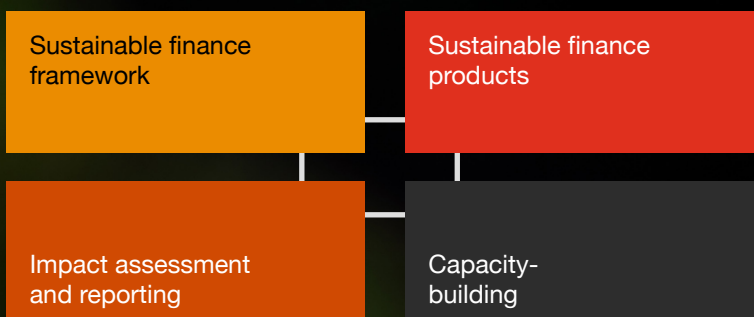 Sustainable finance
framework
Sustainable finance
products
Impact assessment
and reporting
Capacity-
building